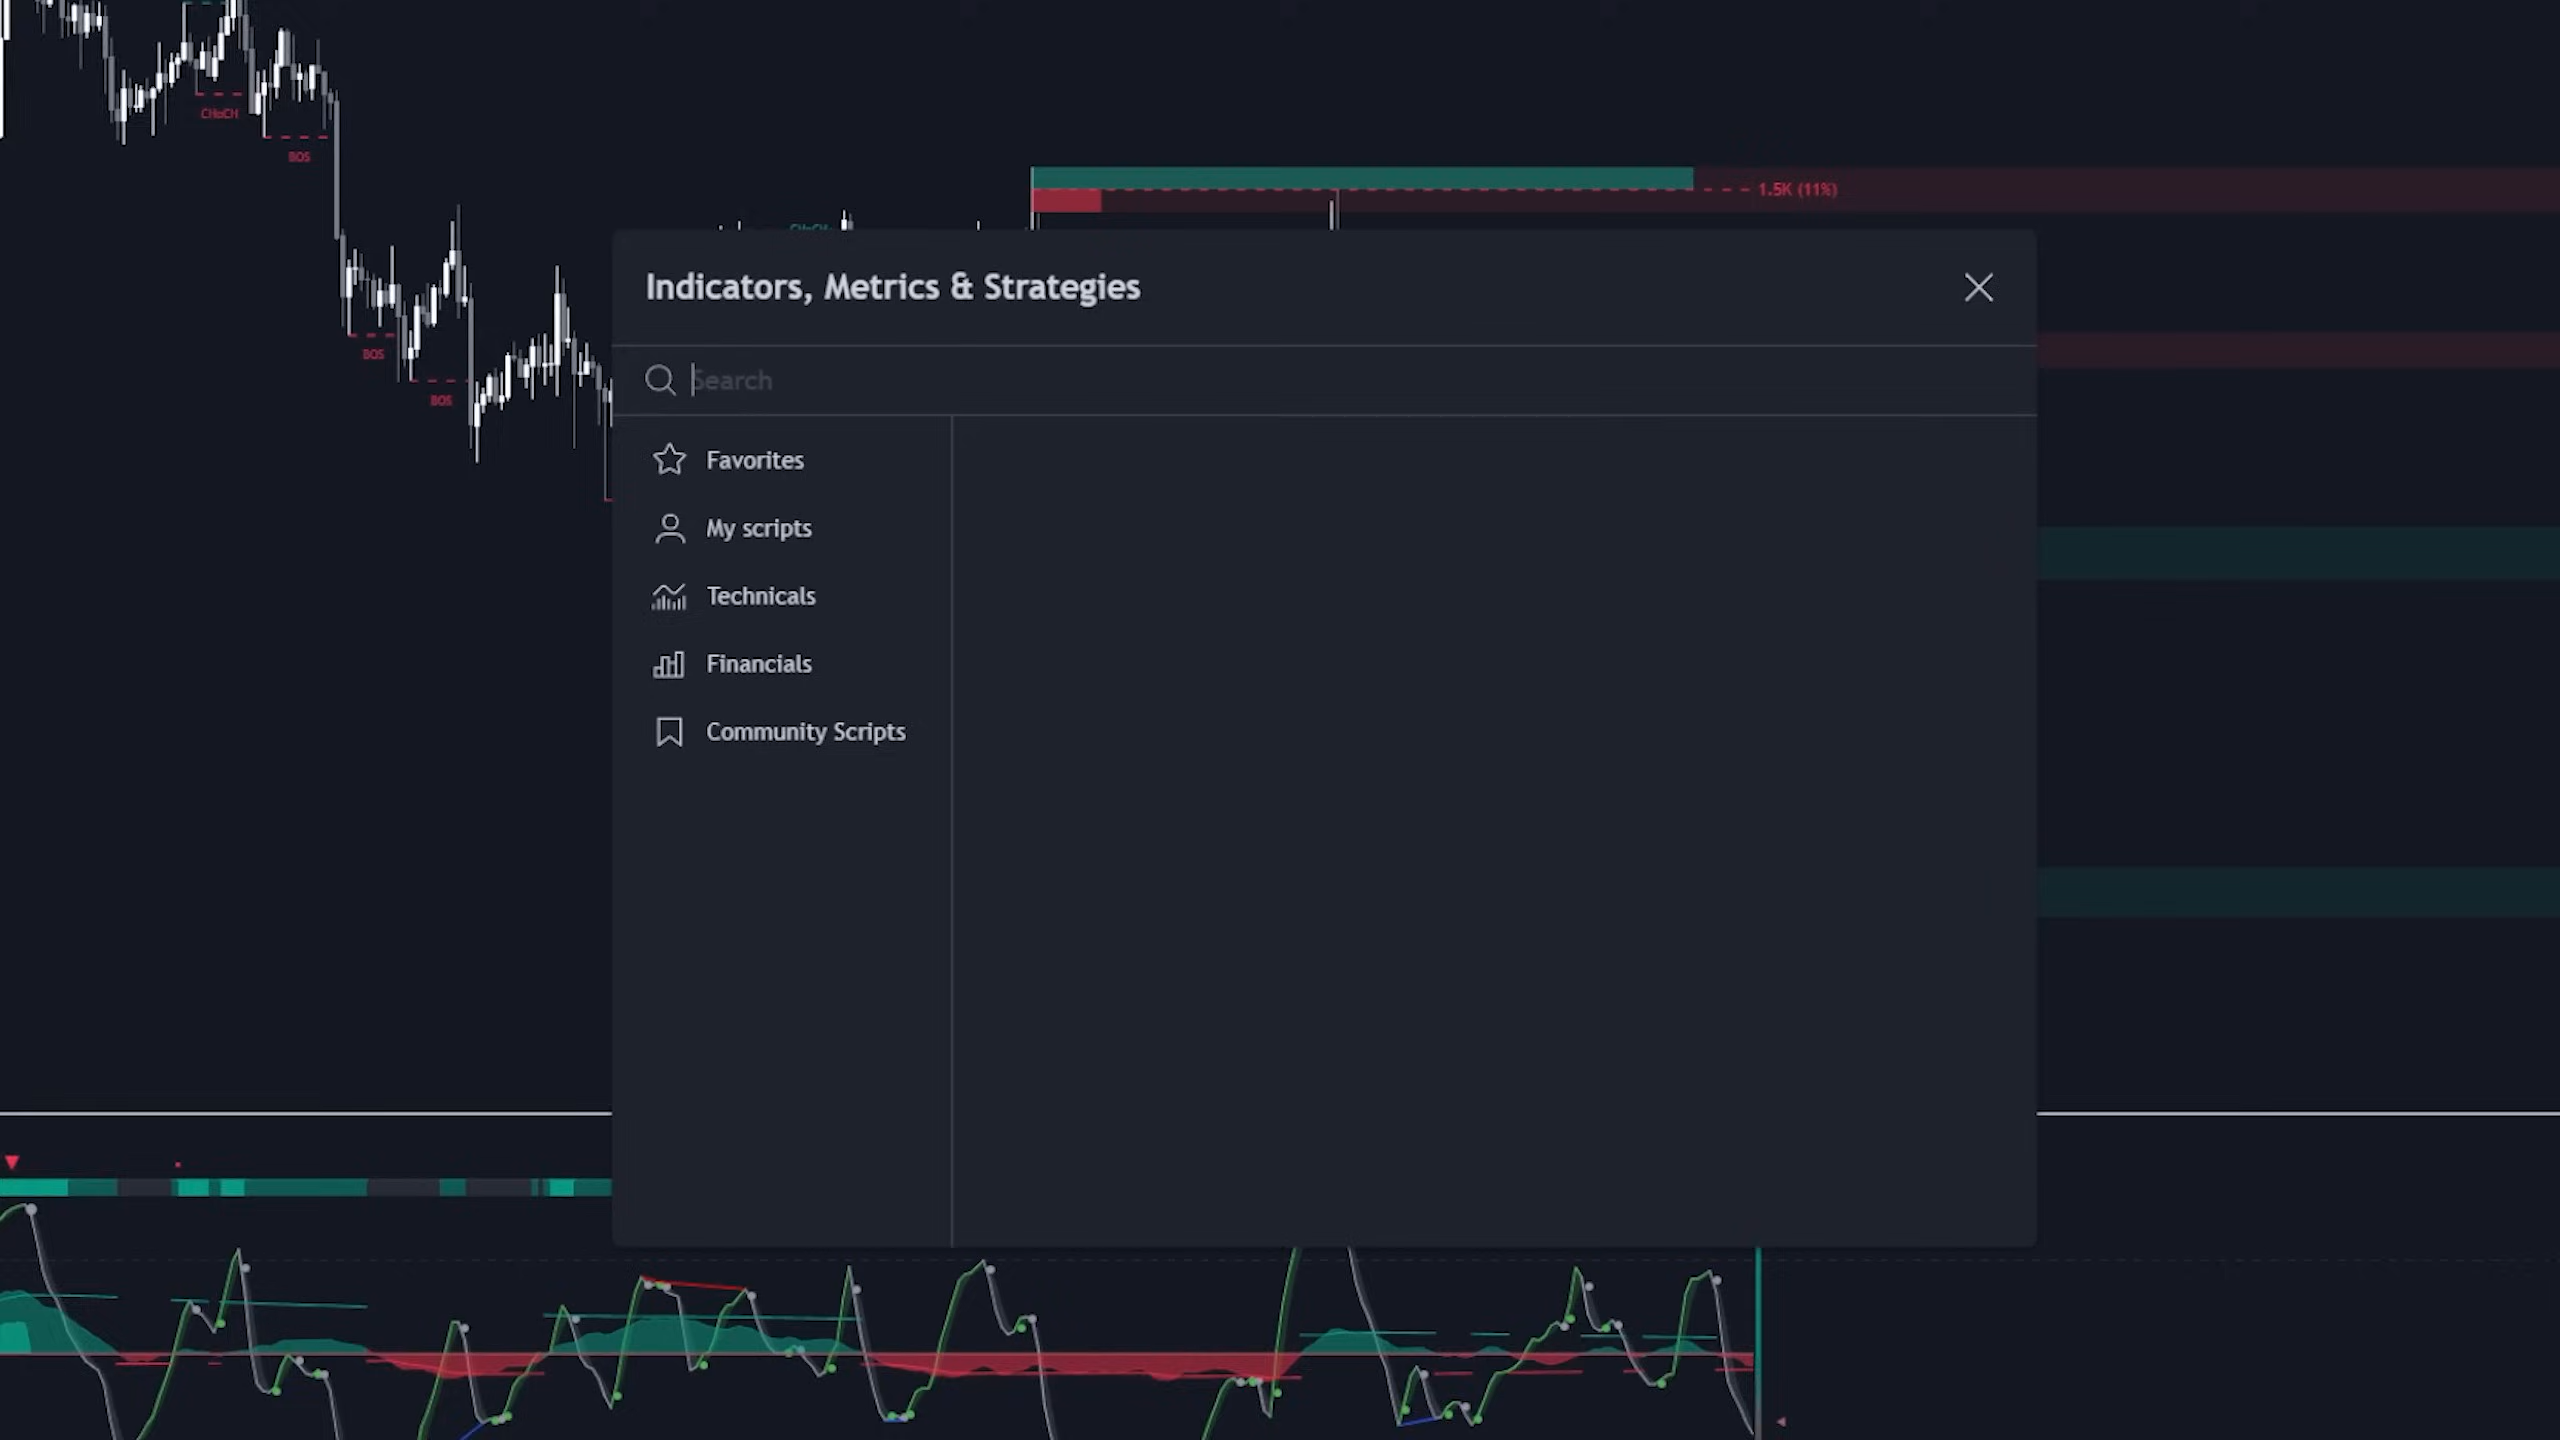 CHoCH
BOS
1.5K (11%)
BOS
BOS
Indicators, Metrics & Strategies
Search
Favorites
My scripts
Technicals
Financials
Community Scripts